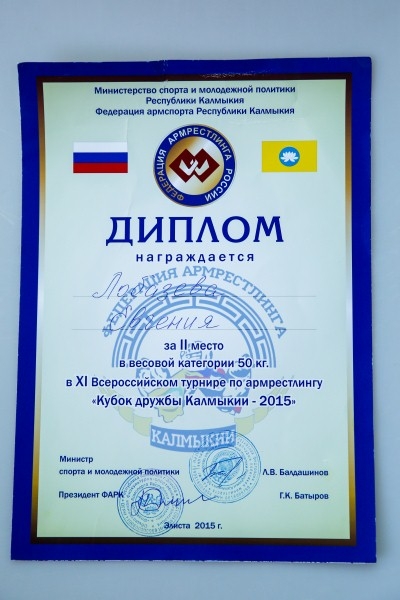 Министерство спорта и молодежной политики
Республики Калмыкия
Федерация армспорта Республики Калмыкия
ФЕДЕРАЦИЯ АРМРЕСТЛИНГА РОССИИ
ДИПЛОМ
награждается
ФЕДЕРАЦИЯ АРМРЕСТЛИНГА
за II место
в весовой категории 50 кг.
в XI Всероссийском турнире по армрестлингу
«Кубок дружбы Калмыкии - 2015»
КАЛМЫКИИ
Министр
спорта и молодежной политики Л.В. Балдашинов
Президент ФАРК Г.К. Батыров
Элиста 2015 г.